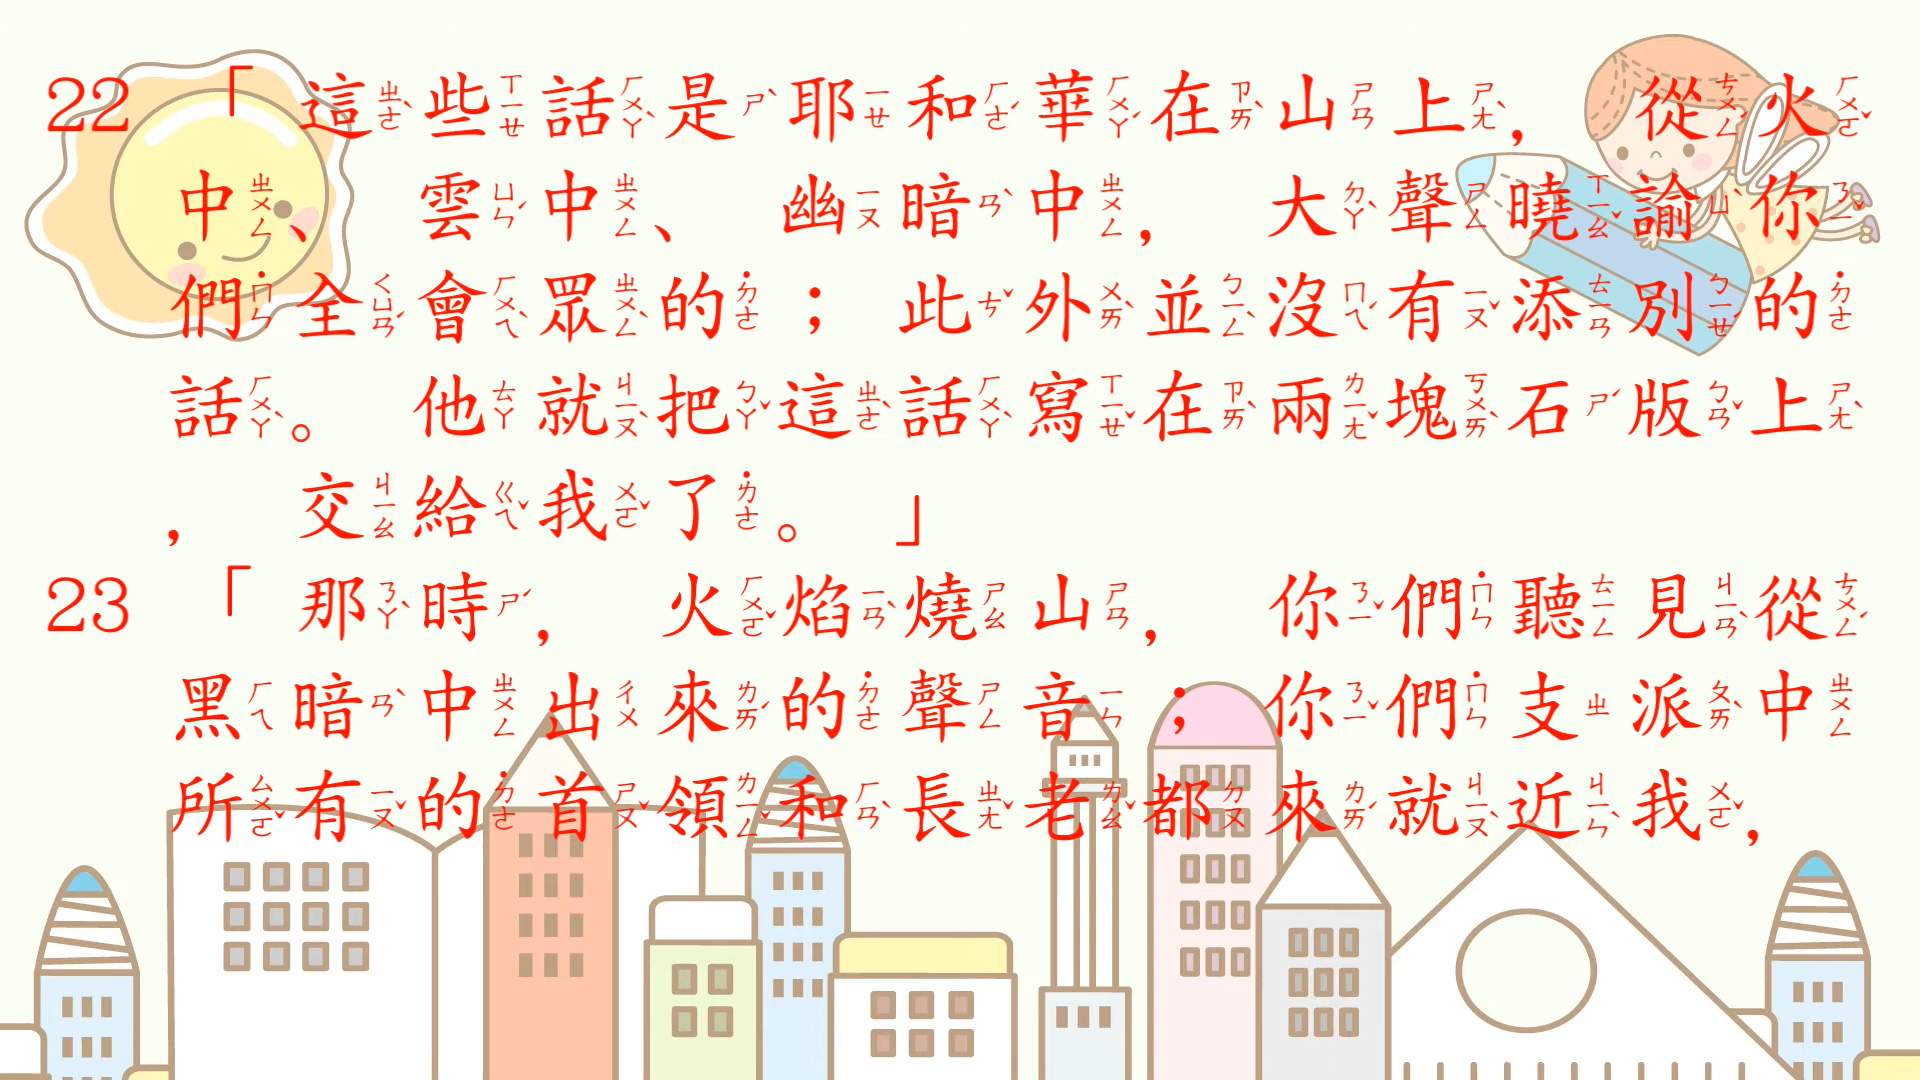 22 「這些話是耶和華在山上，從火
中、雲中、幽暗中，大聲曉諭你
們全會眾的；此外並沒有添別的
話。他就把這話寫在兩塊石版上
，交給我了。」
23 「那時，火焰燒山，你們聽見從
黑暗中出來的聲音；你們支派中
所有的首領和長老都來就近我，